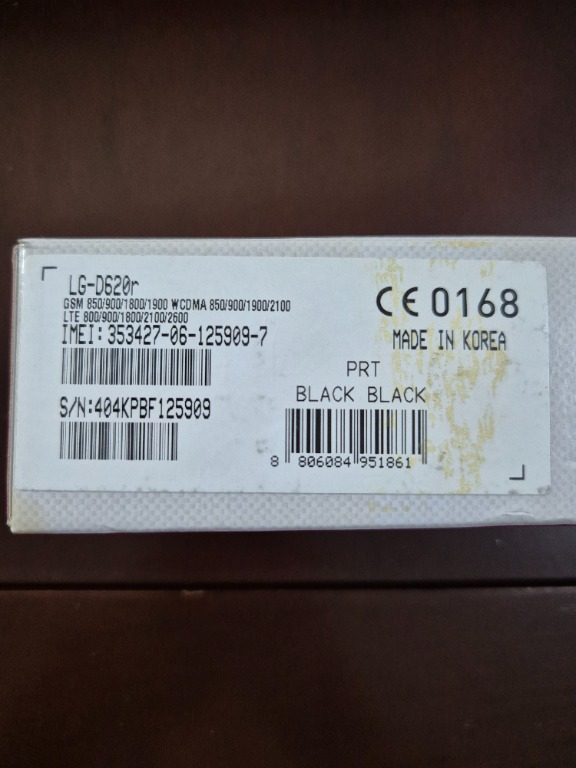 LG-D620r
GSM 850/900/1800/1900 WCDMA 850/900/1900/2100
LTE 800/900/1800/2100/2600
IMEI: 353427-06-125909-7
S/N:404KPBF125909
CE 0168
MADE IN KOREA
PRT
BLACK BLACK
8 806084 951861